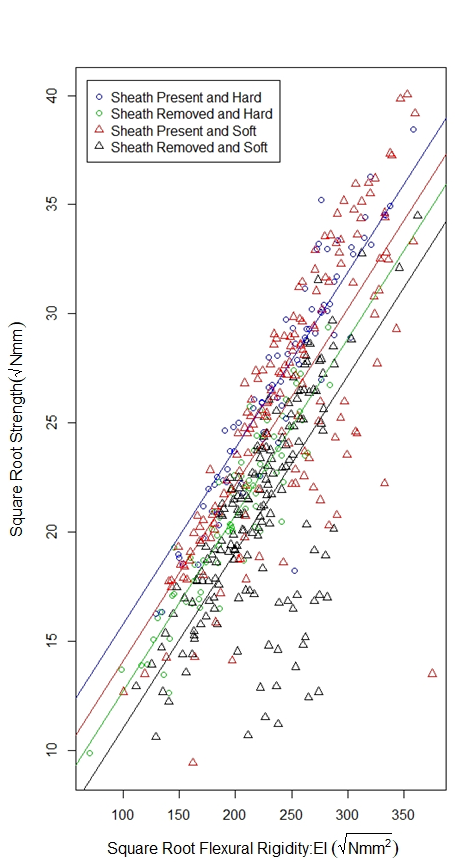 Sheath Present and Hard
Sheath Removed and Hard
Sheath Present and Soft
Sheath Removed and Soft
40
35
30
25
20
15
10
Square Root Strength(√Nmm)
100 150 200 250 300 350
Square Root Flexural Rigidity:EI (√Nmm²)